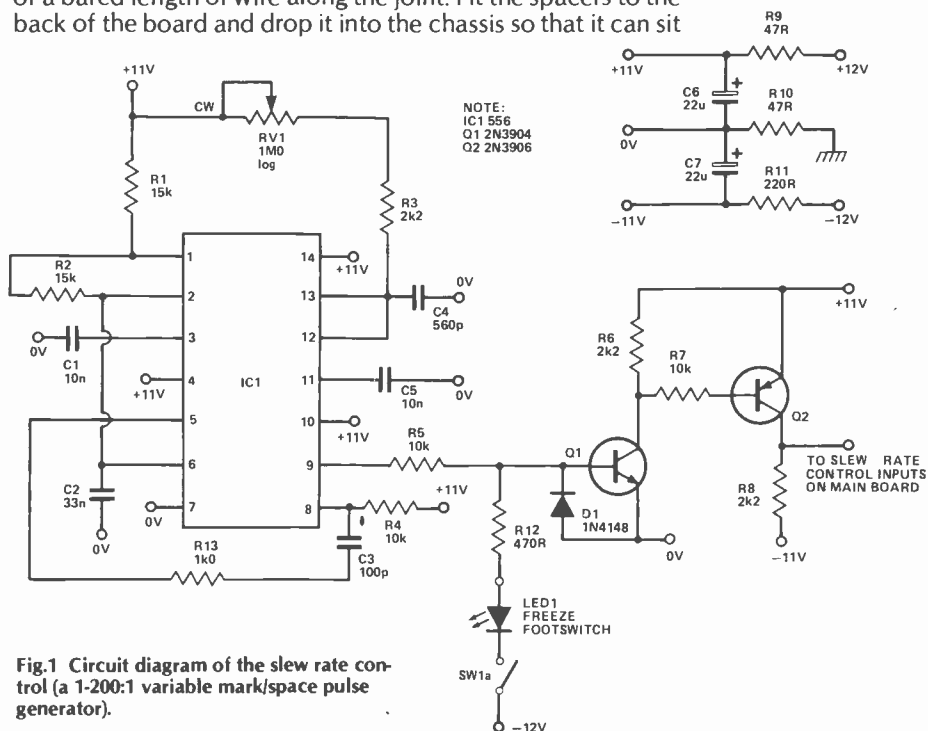 of a bared length of wire along the joint. Fit the spacers to the
back of the board and drop it into the chassis so that it can sit
+11V
CW
RV1
1M0
log
NOTE:
IC1 556
Q1 2N3904
Q2 2N3906
R9
47R
+11V
+12V
C6
22u
+
R10
47R
0V
C7
22u
+
R11
220R
−11V
−12V
R1
15k
R3
2k2
R2
15k
1
2
3
4
5
6
7
14
13
12
11
10
9
8
IC1
+11V
0V
C4
560p
0V
C1
10n
+11V
C5
10n
0V
+11V
C2
33n
0V
0V
R5
10k
+11V
R4
10k
C3
100p
R13
1k0
R6
2k2
R7
10k
+11V
Q1
Q2
D1
1N4148
0V
R12
470R
R8
2k2
−11V
TO SLEW RATE
CONTROL INPUTS
ON MAIN BOARD
LED1
FREEZE
FOOTSWITCH
SW1a
−12V
Fig.1 Circuit diagram of the slew rate con-
trol (a 1-200:1 variable mark/space pulse
generator).